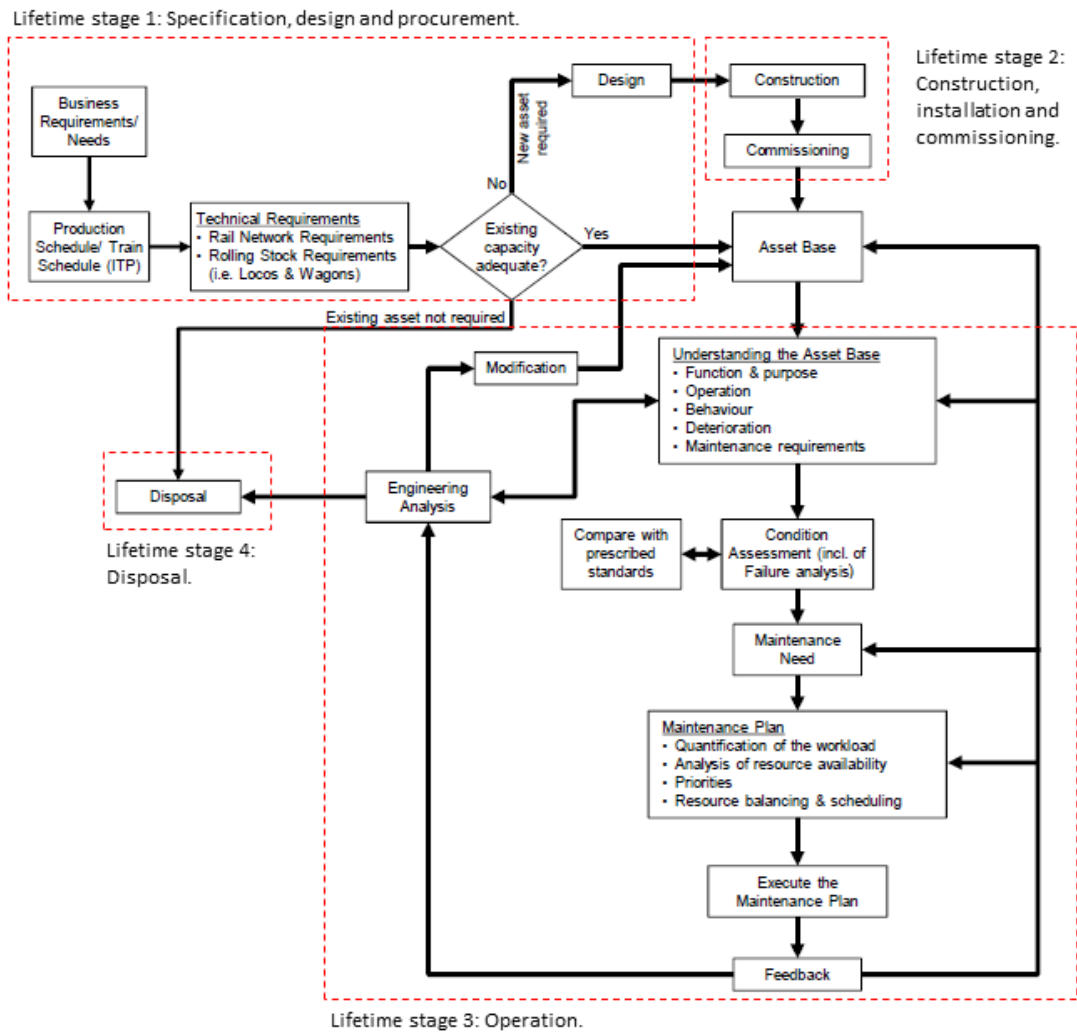 Lifetime stage 1: Specification, design and procurement.
Business
Requirements/
Needs
Production
Schedule/ Train
Schedule (ITP)
Technical Requirements
• Rail Network Requirements
• Rolling Stock Requirements
(i.e. Locos & Wagons)
Existing
capacity
adequate?
No
New asset
required
Yes
Design
Existing asset not required
Construction
Commissioning
Lifetime stage 2:
Construction,
installation and
commissioning.
Asset Base
Understanding the Asset Base
• Function & purpose
• Operation
• Behaviour
• Deterioration
• Maintenance requirements
Modification
Engineering
Analysis
Disposal
Lifetime stage 4:
Disposal.
Compare with
prescribed
standards
Condition
Assessment (incl. of
Failure analysis)
Maintenance
Need
Maintenance Plan
• Quantification of the workload
• Analysis of resource availability
• Priorities
• Resource balancing & scheduling
Execute the
Maintenance Plan
Feedback
Lifetime stage 3: Operation.